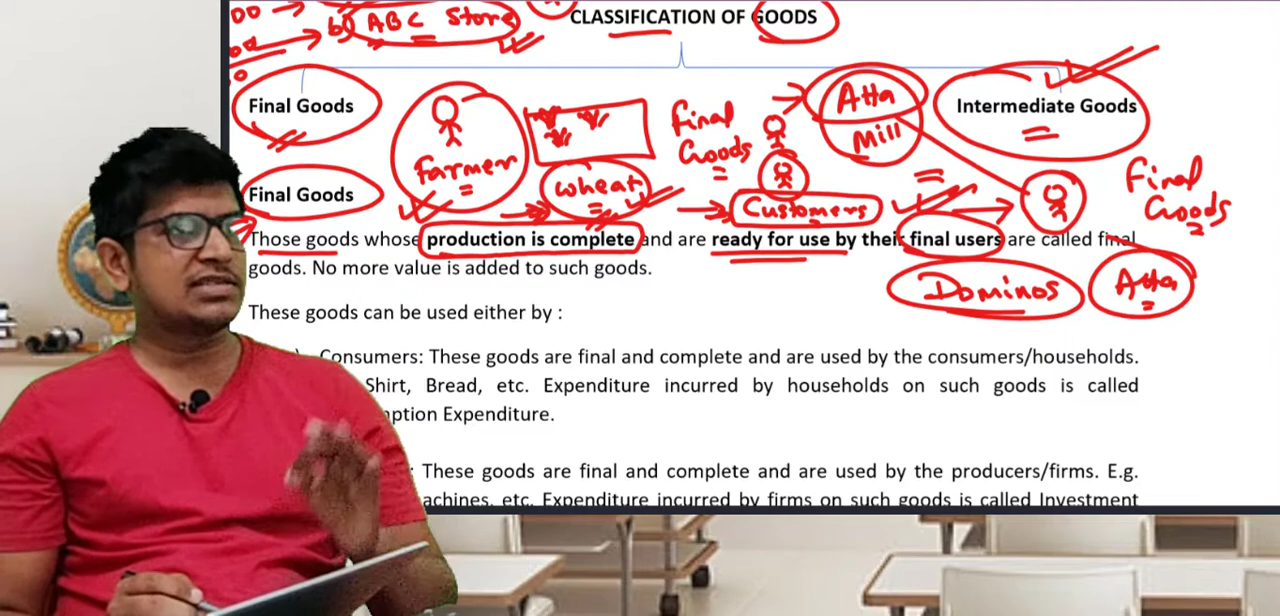 00 →
b) ABC Store
CLASSIFICATION OF GOODS
Final Goods
Intermediate Goods
Atta
Mill
Final
Goods
Farmer
Wheat
Customers
Final
Goods
Final Goods
Those goods whose production is complete and are ready for use by their final users are called final
goods. No more value is added to such goods.
Dominos
Atta
These goods can be used either by :
Consumers: These goods are final and complete and are used by the consumers/households.
Shirt, Bread, etc. Expenditure incurred by households on such goods is called
ption Expenditure.
: These goods are final and complete and are used by the producers/firms. E.g.
achines, etc. Expenditure incurred by firms on such goods is called Investment